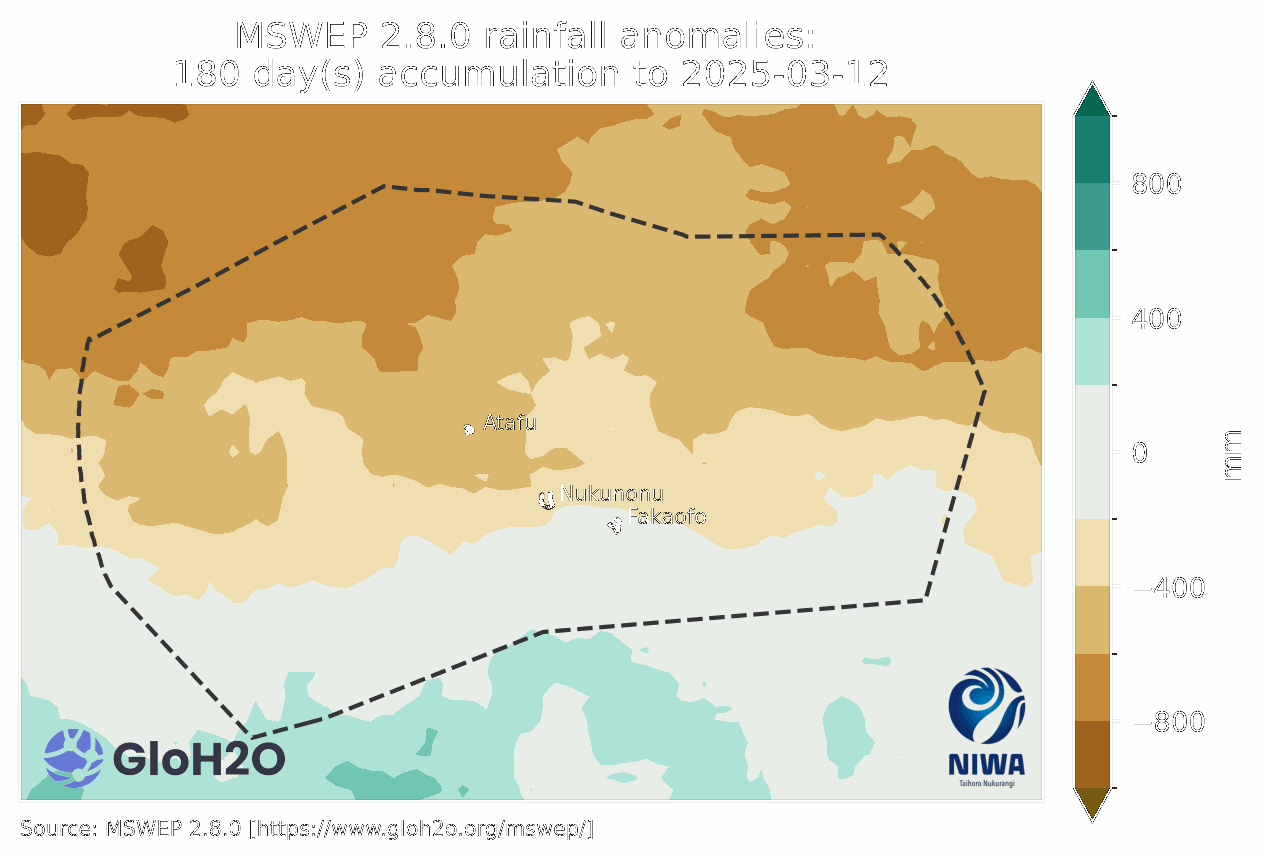 MSWEP 2.8.0 rainfall anomalies:
180 day(s) accumulation to 2025-03-12
800
400
0
−400
−800
mm
Atafu
Nukunonu
Fakaofo
GloH2O
NIWA
Taihoro Nukurangi
Source: MSWEP 2.8.0 [https://www.gloh2o.org/mswep/]